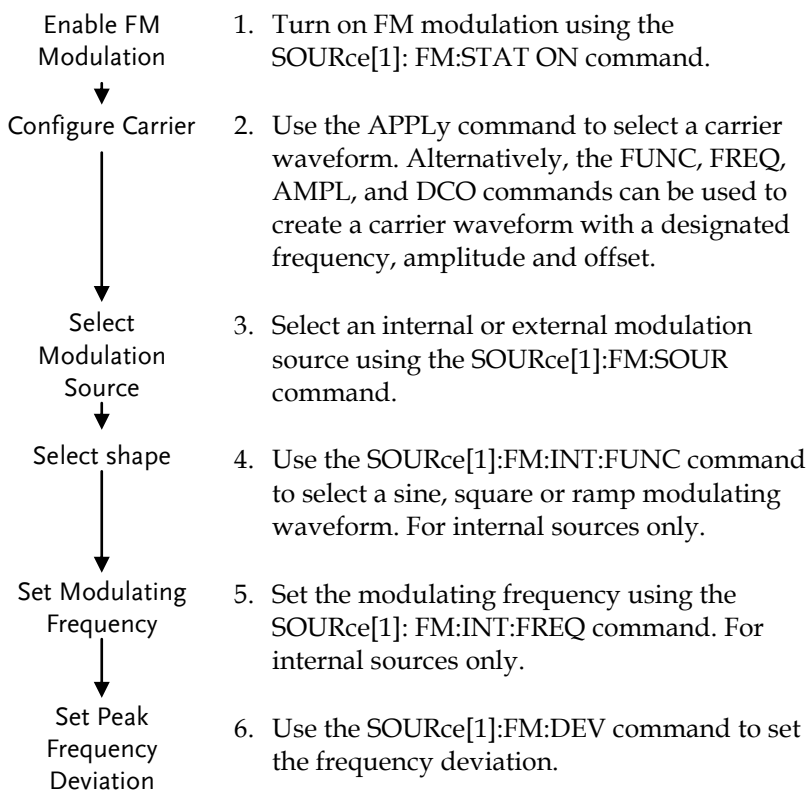 Enable FM
Modulation
1. Turn on FM modulation using the
SOURce[1]: FM:STAT ON command.
Configure Carrier
2. Use the APPLy command to select a carrier
waveform. Alternatively, the FUNC, FREQ,
AMPL, and DCO commands can be used to
create a carrier waveform with a designated
frequency, amplitude and offset.
Select
Modulation
Source
3. Select an internal or external modulation
source using the SOURce[1]:FM:SOUR
command.
Select shape
4. Use the SOURce[1]:FM:INT:FUNC command
to select a sine, square or ramp modulating
waveform. For internal sources only.
Set Modulating
Frequency
5. Set the modulating frequency using the
SOURce[1]: FM:INT:FREQ command. For
internal sources only.
Set Peak
Frequency
Deviation
6. Use the SOURce[1]:FM:DEV command to set
the frequency deviation.